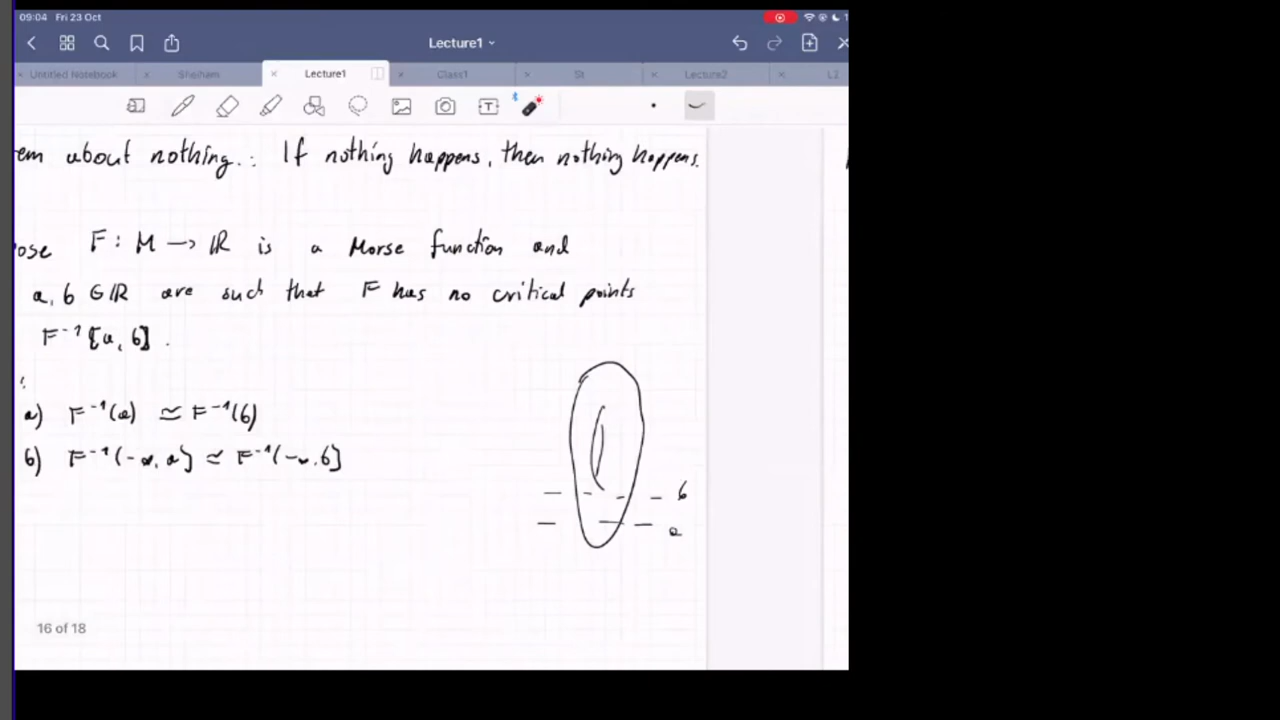 09:04 Fri 23 Oct
Lecture1
Untitled Notebook
Lecture1
Class1
St
Lecture2
em about nothing.: If nothing happens, then nothing happens.
ose F : M → ℝ is a Morse function and
a, b ∈ ℝ are such that F has no critical points
F⁻¹[a, b].
a) F⁻¹(a) ≃ F⁻¹(b)
b) F⁻¹(-∞, a] ≃ F⁻¹(-∞, b]
b
a
16 of 18